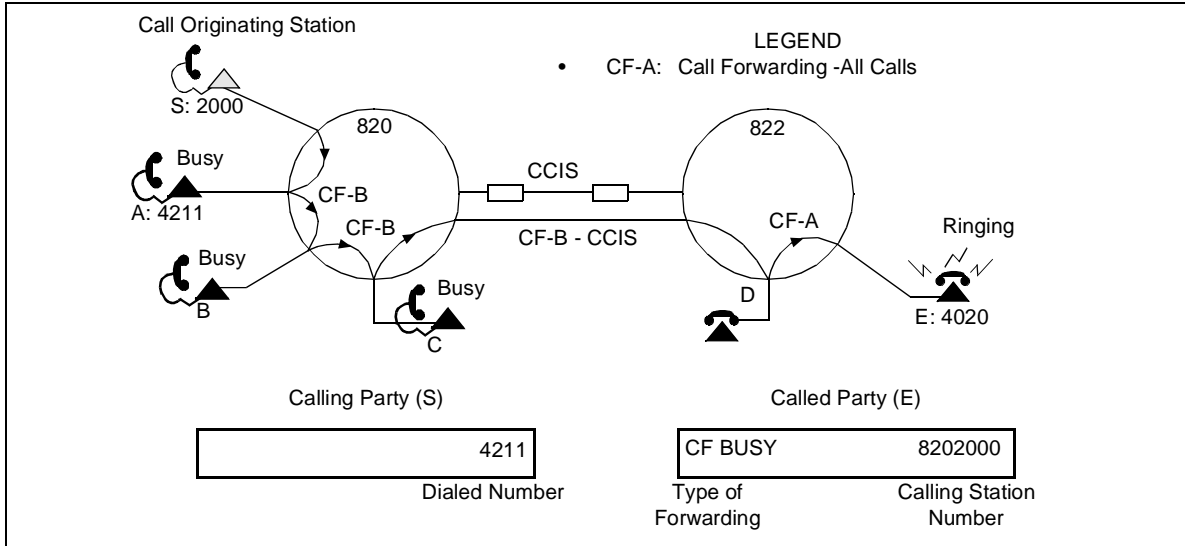 Call Originating Station
LEGEND
• CF-A: Call Forwarding -All Calls
S: 2000
820
822
Busy
CCIS
A: 4211
CF-B
CF-B
CF-A
Ringing
CF-B - CCIS
Busy
B
Busy
C
D
E: 4020
Calling Party (S)
Called Party (E)
4211
CF BUSY 8202000
Dialed Number
Type of
Forwarding
Calling Station
Number